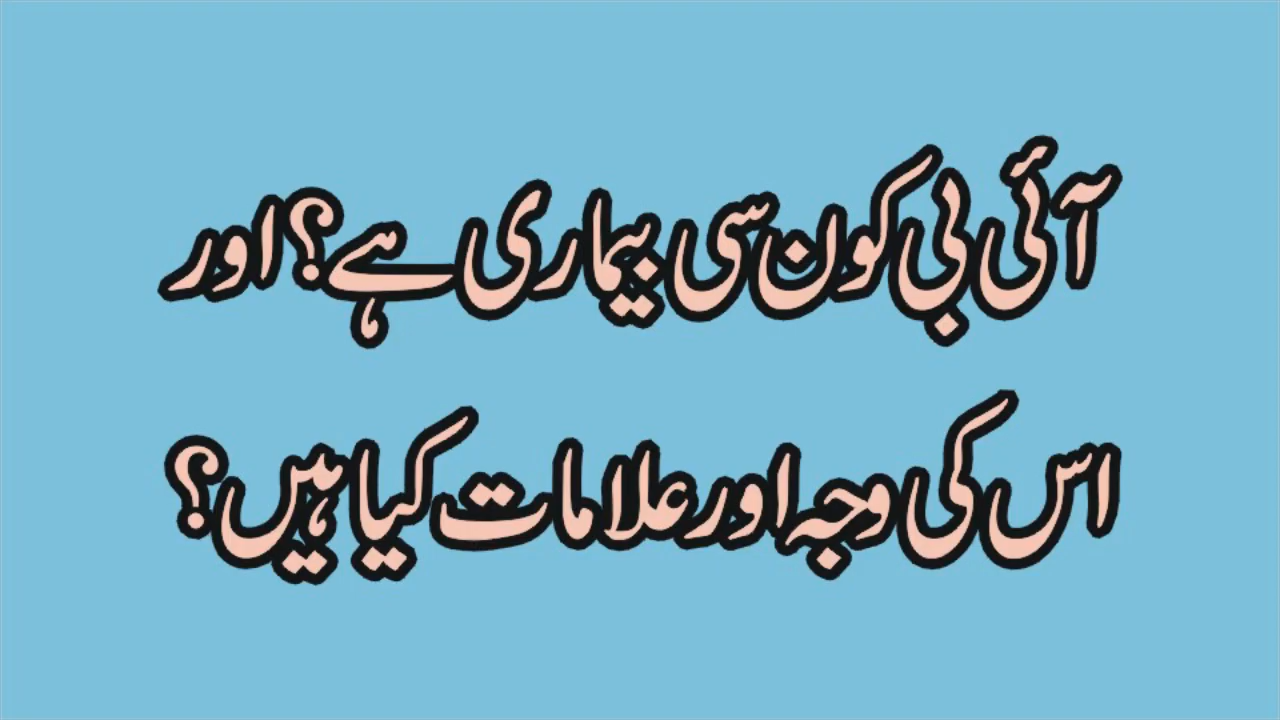 آئی بی کون سی بیماری ہے؟ اور
اس کی وجہ اور علامات کیا ہیں؟